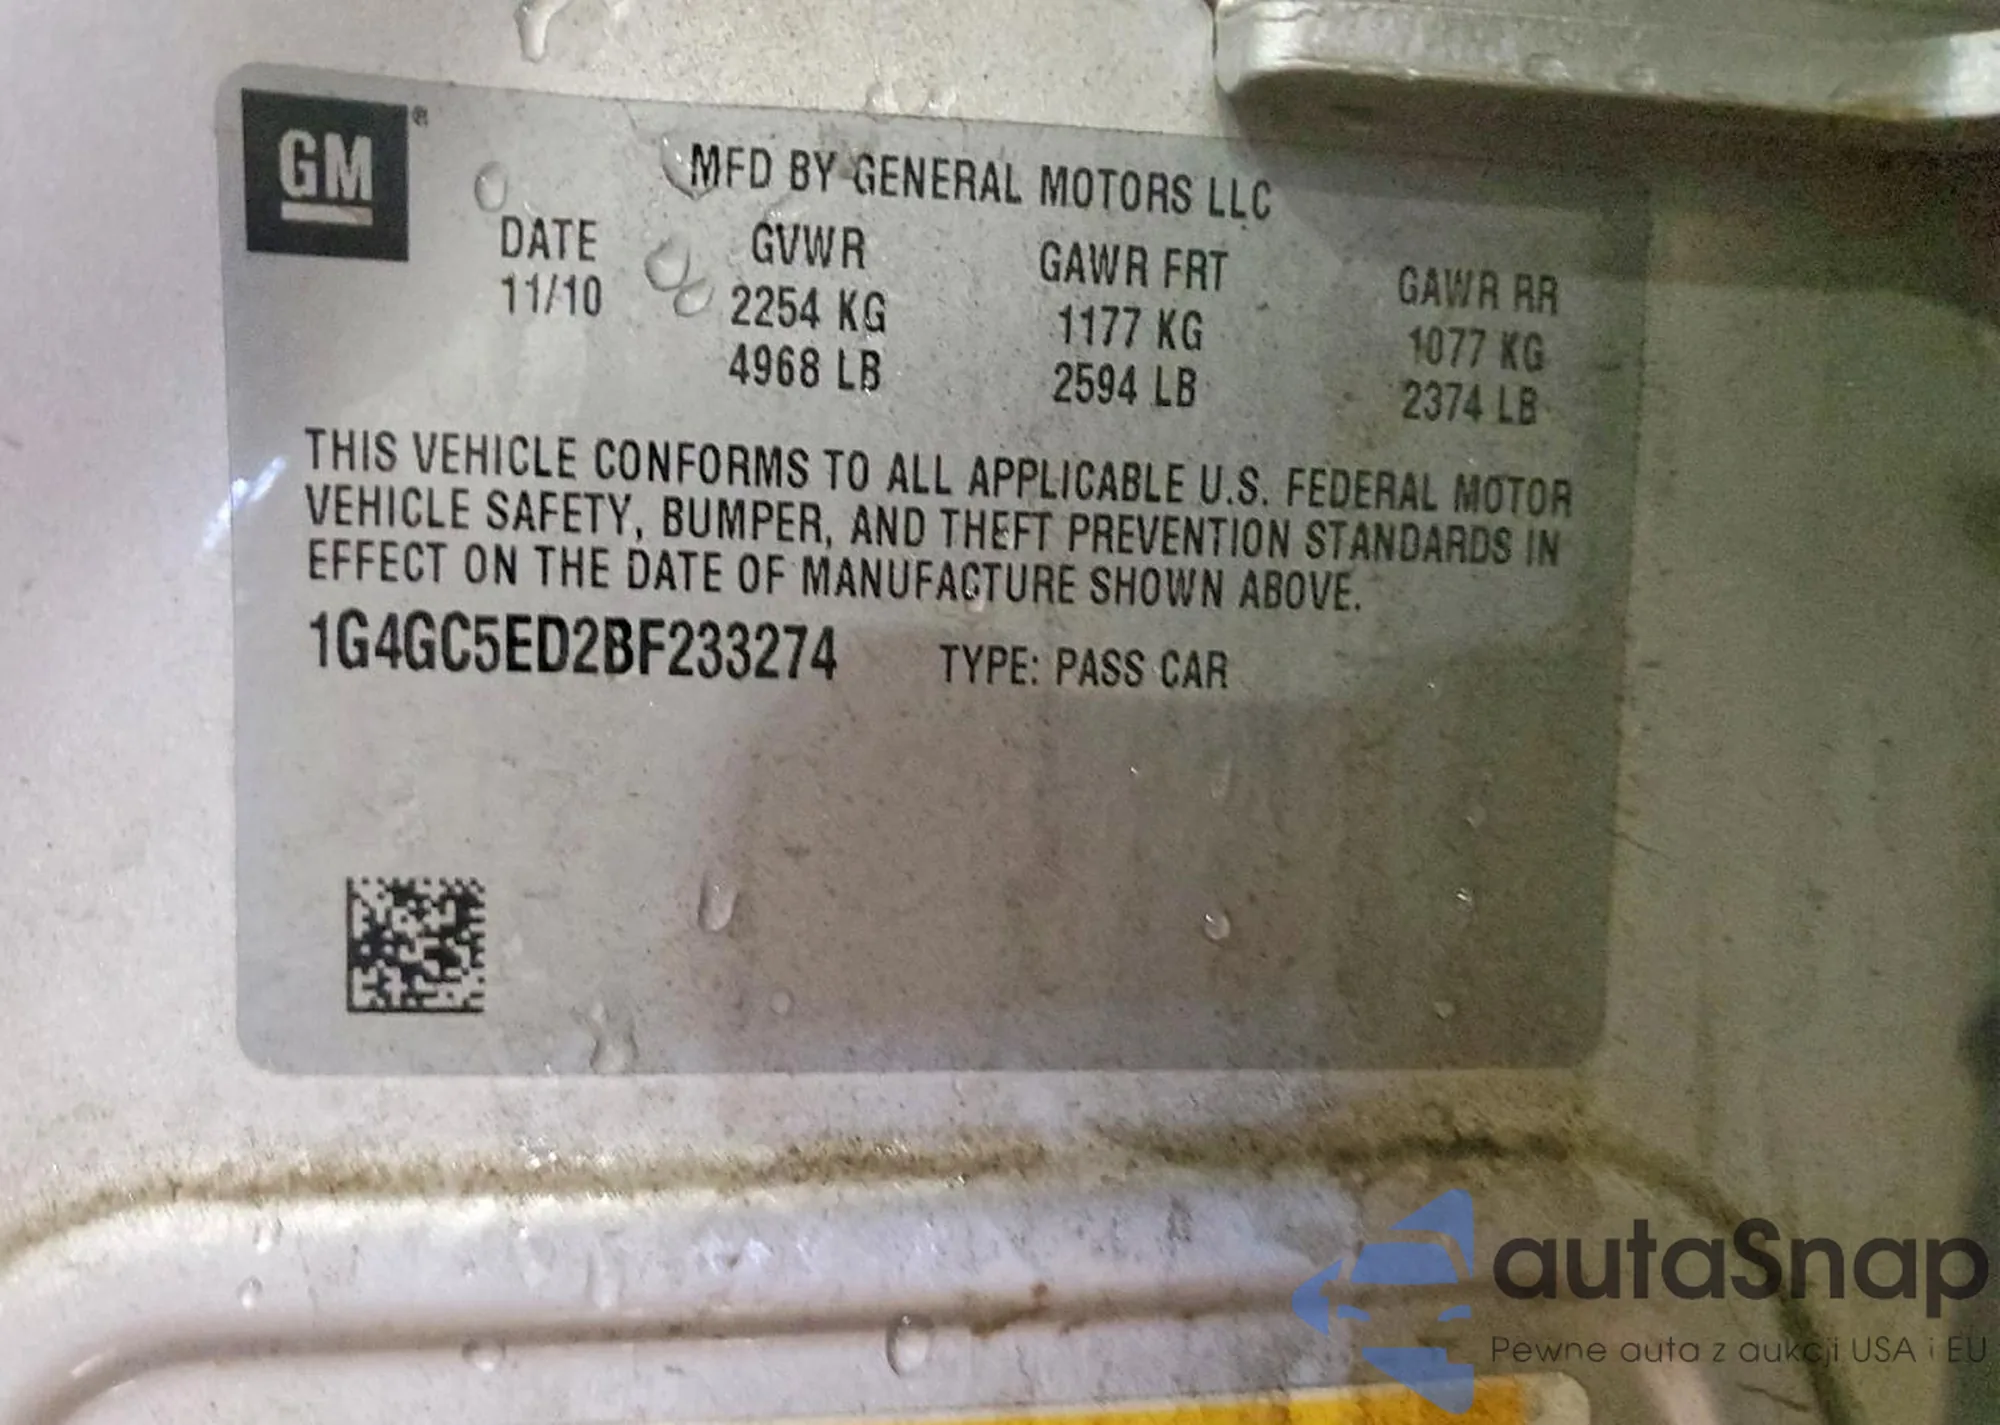 GM®
MFD BY GENERAL MOTORS LLC
DATE GVWR GAWR FRT GAWR RR
11/10 2254 KG 1177 KG 1077 KG
4968 LB 2594 LB 2374 LB
THIS VEHICLE CONFORMS TO ALL APPLICABLE U.S. FEDERAL MOTOR
VEHICLE SAFETY, BUMPER, AND THEFT PREVENTION STANDARDS IN
EFFECT ON THE DATE OF MANUFACTURE SHOWN ABOVE.
1G4GC5ED2BF233274 TYPE: PASS CAR
autaSnap
Pewne auta z aukcji USA i EU